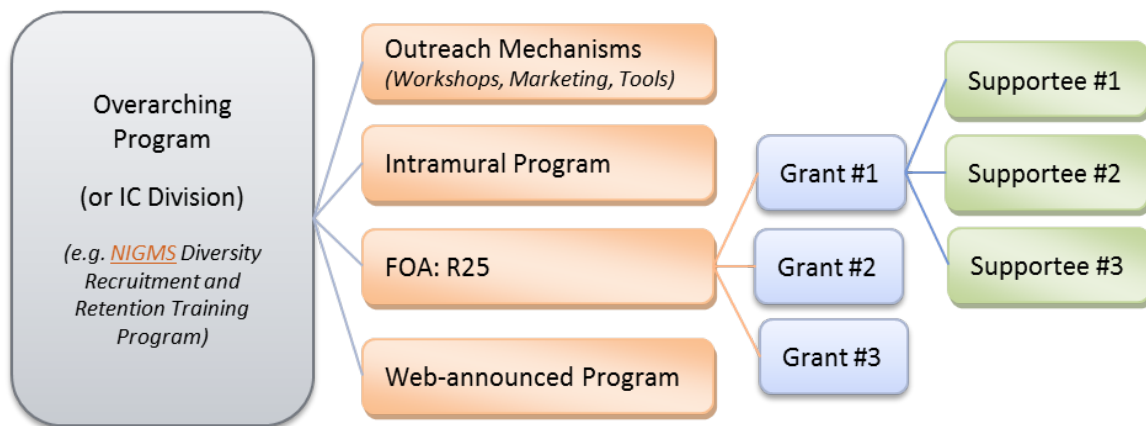 Overarching
Program
(or IC Division)
(e.g. NIGMS Diversity
Recruitment and
Retention Training
Program)
Outreach Mechanisms
(Workshops, Marketing, Tools)
Intramural Program
FOA: R25
Web-announced Program
Grant #1
Grant #2
Grant #3
Supportee #1
Supportee #2
Supportee #3